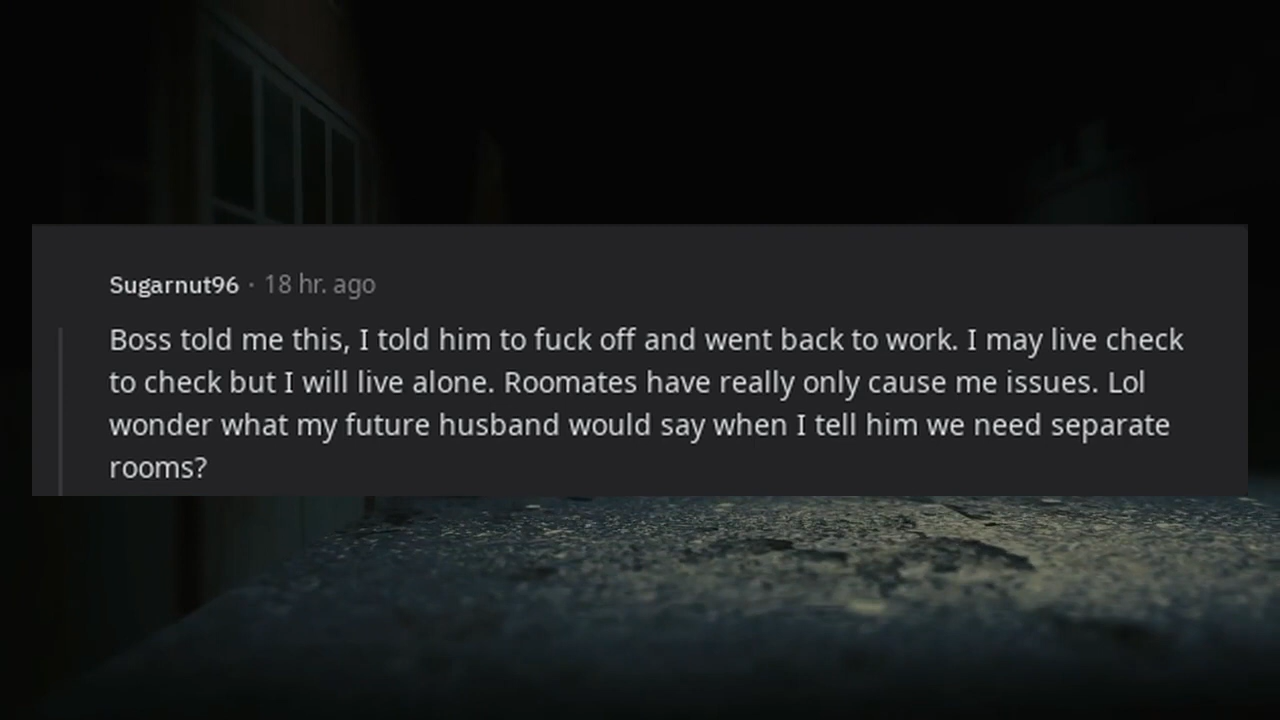 Sugarnut96 · 18 hr. ago
Boss told me this, I told him to fuck off and went back to work. I may live check
to check but I will live alone. Roomates have really only cause me issues. Lol
wonder what my future husband would say when I tell him we need separate
rooms?